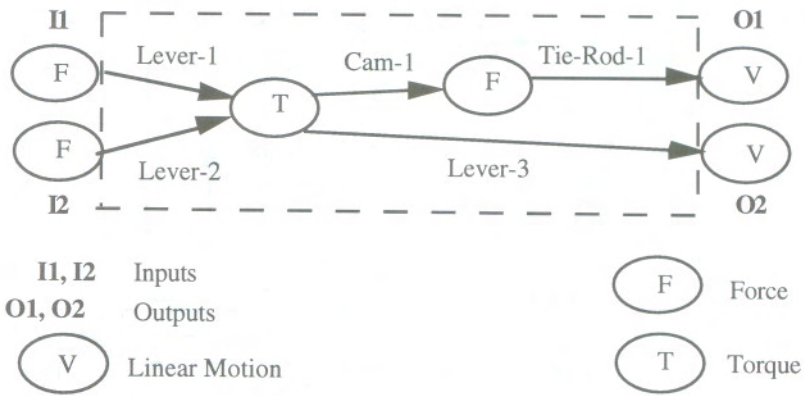 I1
O1
Lever-1
Cam-1
Tie-Rod-1
F
T
F
V
F
V
Lever-2
Lever-3
I2
O2
I1, I2 Inputs
F Force
O1, O2 Outputs
V Linear Motion
T Torque